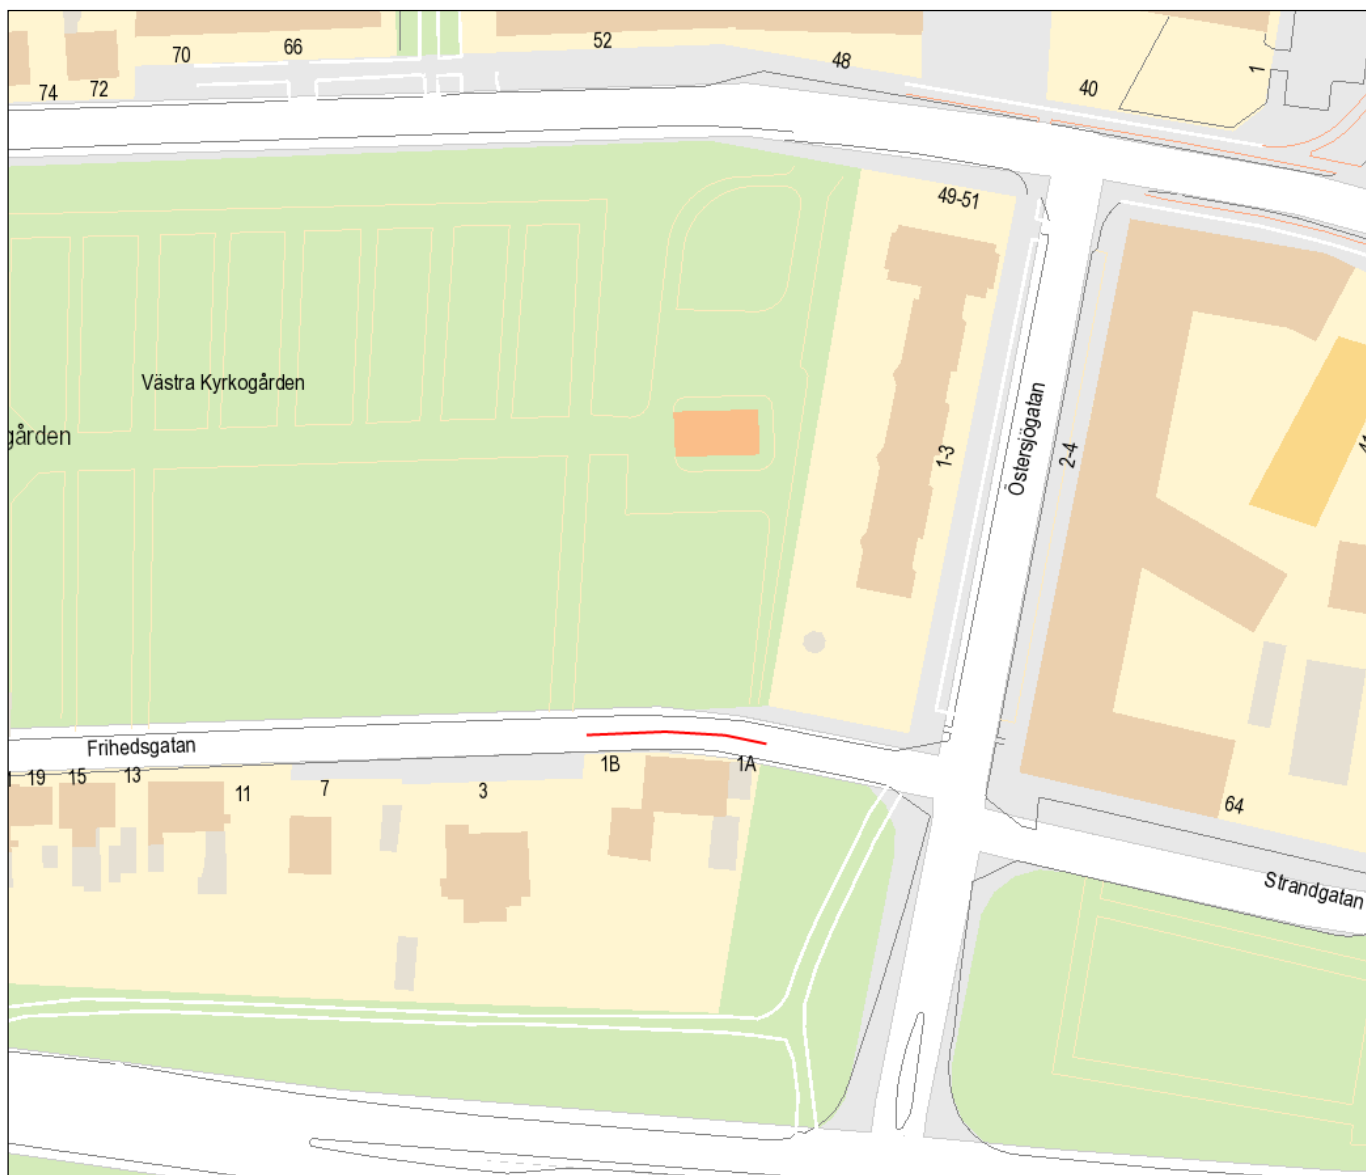 70
66
52
48
74
72
40
1
49-51
Västra Kyrkogården
gården
1-3
Östersjögatan
2-4
Frihedsgatan
19
15
13
11
7
3
1B
1A
64
Strandgatan